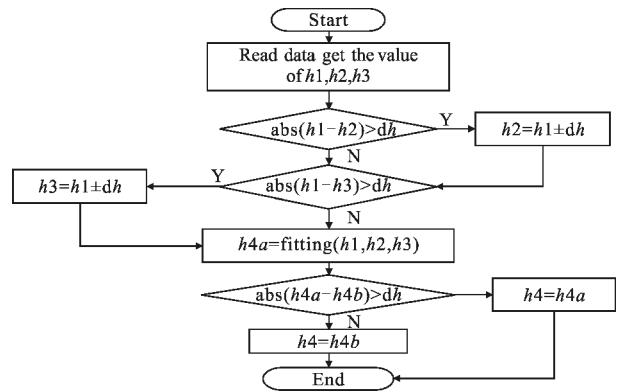 Start
Read data get the value
of h1,h2,h3
abs(h1-h2)>dh
Y
h2=h1±dh
N
Y
abs(h1-h3)>dh
h3=h1±dh
N
h4a=fitting(h1,h2,h3)
abs(h4a-h4b)>dh
h4=h4a
N
h4=h4b
End